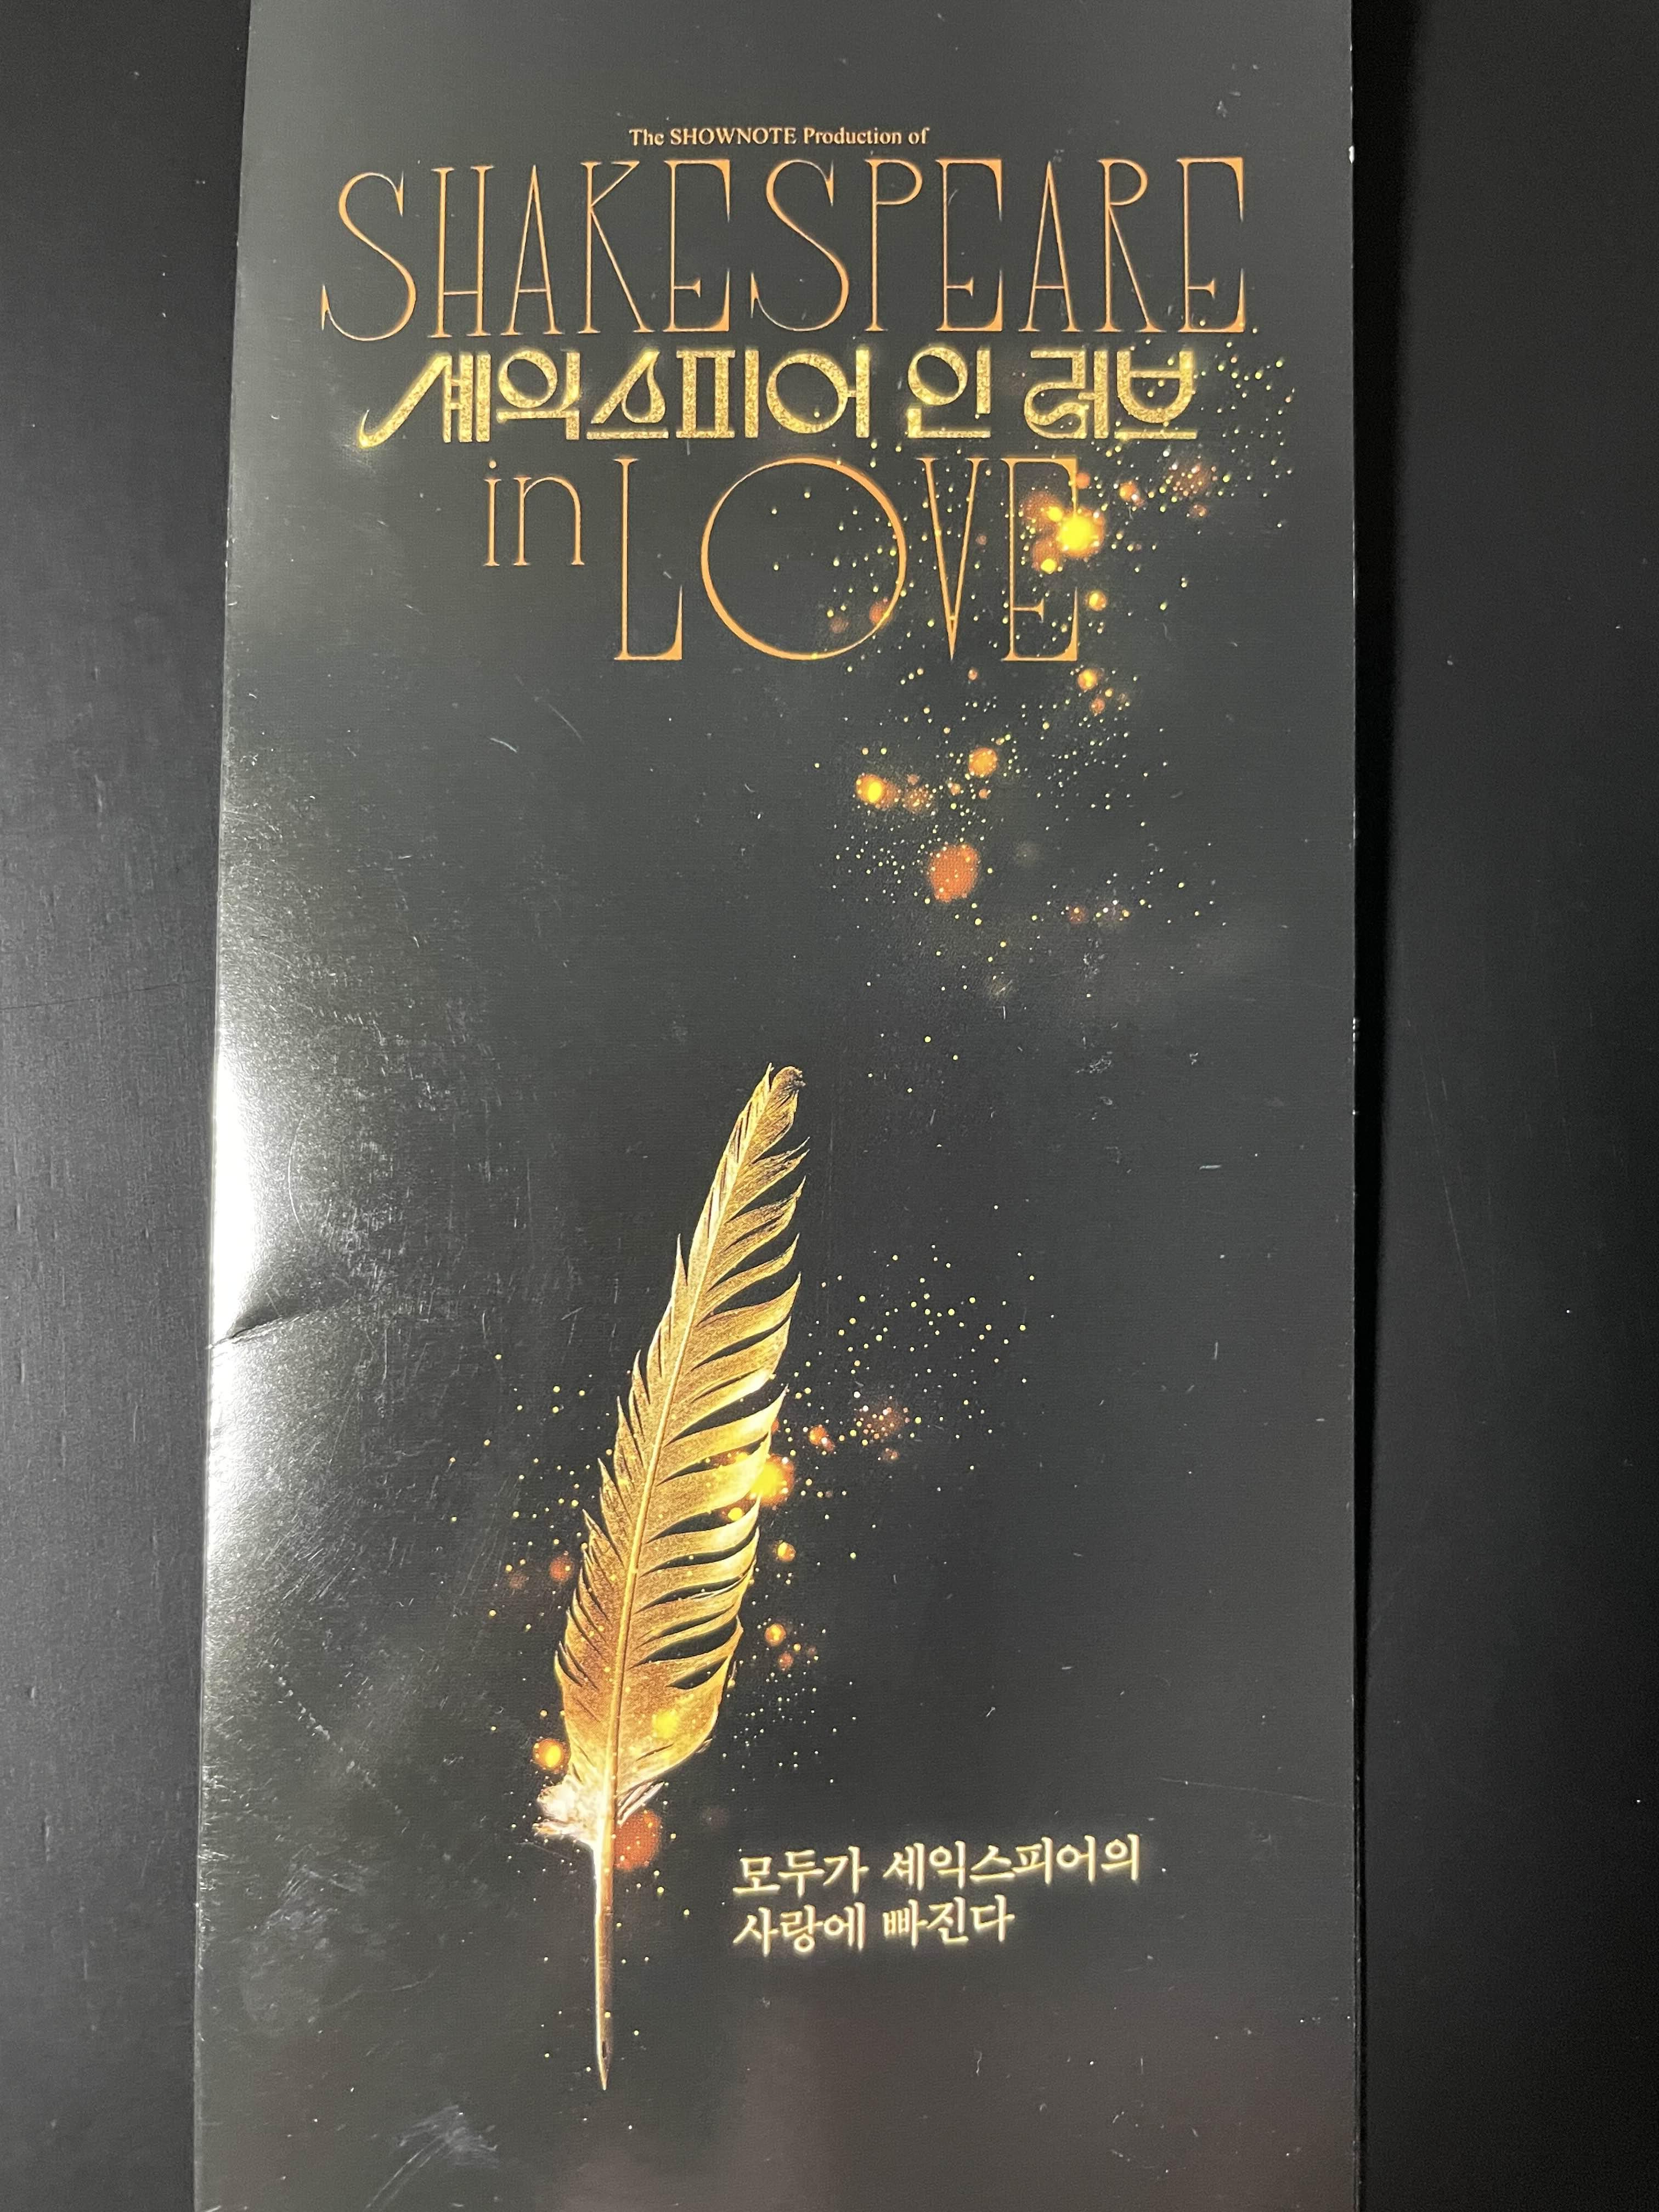 The SHOWNOTE Production of
SHAKESPEARE
셰익스피어 인 러브
in LOVE
모두가 셰익스피어의
사랑에 빠진다